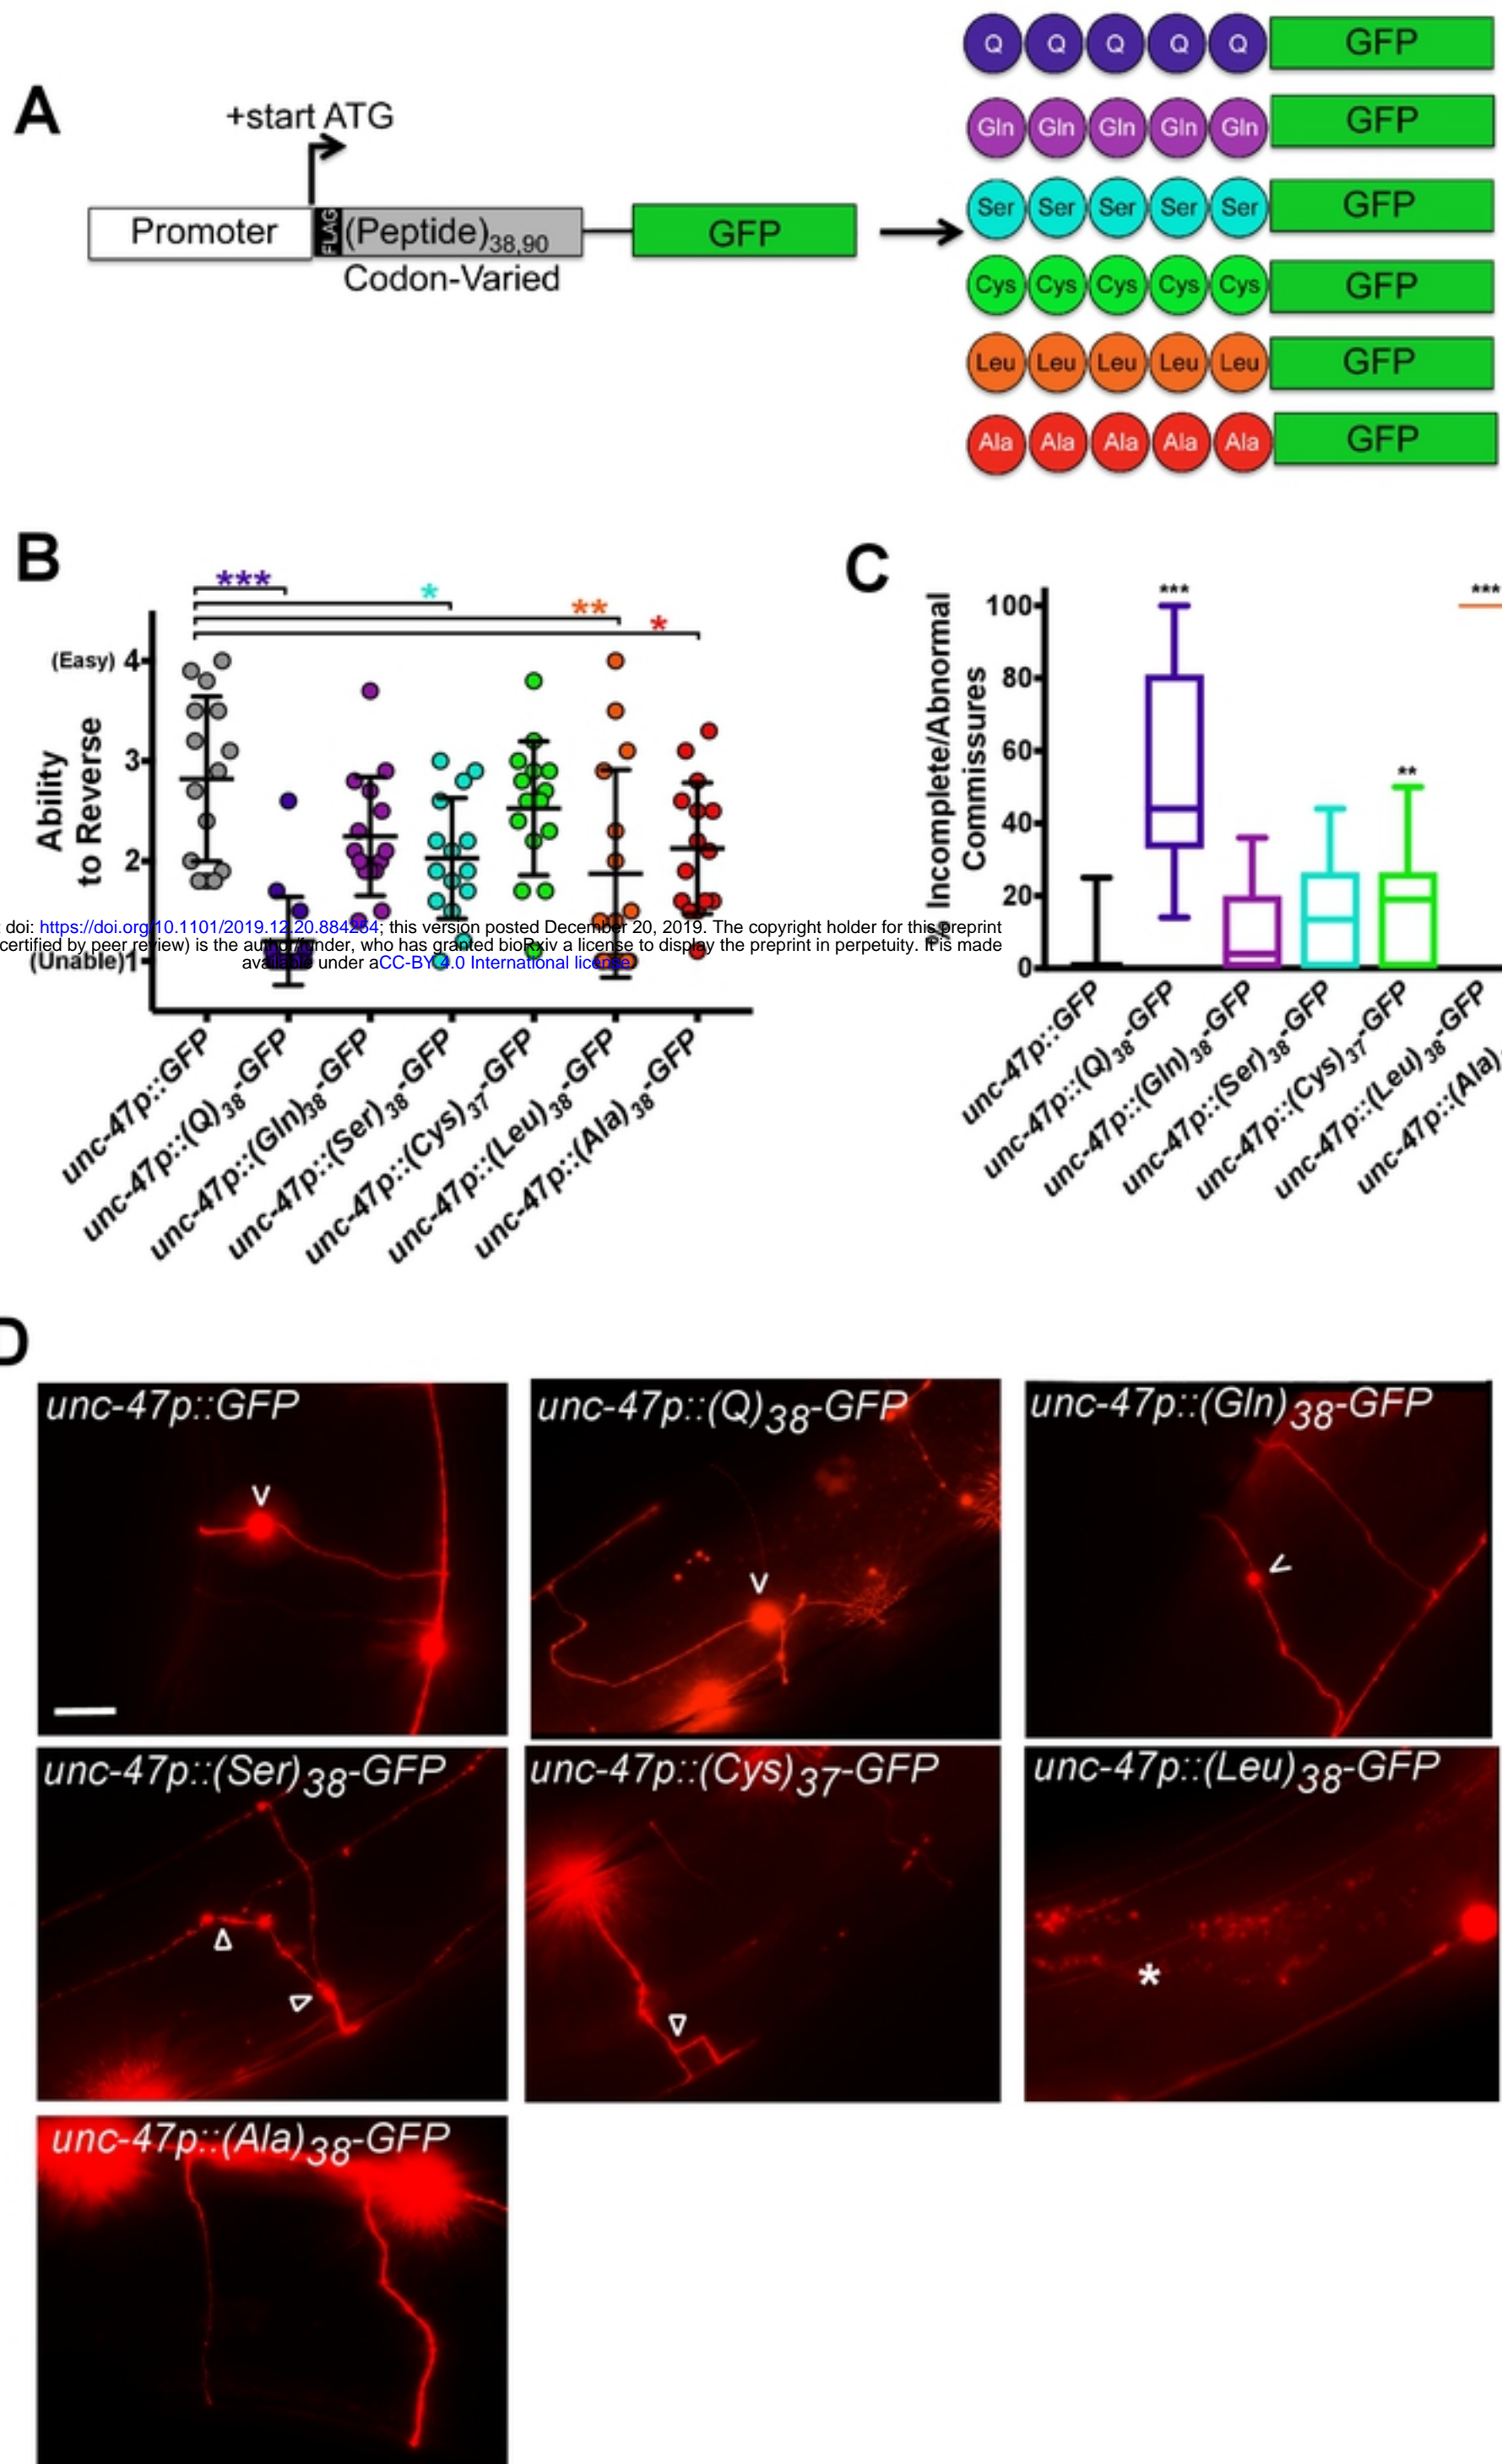 A
+start ATG
Promoter
FLAG
(Peptide)38,90
GFP
Codon-Varied
Q Q Q Q Q GFP
Gln Gln Gln Gln Gln GFP
Ser Ser Ser Ser Ser GFP
Cys Cys Cys Cys Cys GFP
Leu Leu Leu Leu Leu GFP
Ala Ala Ala Ala Ala GFP
B
***
*
**
*
Ability
to Reverse
(Easy) 4
3
2
(Unable) 1
unc-47p::GFP
unc-47p::(Q)38-GFP
unc-47p::(Gln)38-GFP
unc-47p::(Ser)38-GFP
unc-47p::(Cys)37-GFP
unc-47p::(Leu)38-GFP
unc-47p::(Ala)38-GFP
C
% Incomplete/Abnormal
Commissures
100
80
60
40
20
0
***
**
***
unc-47p::GFP
unc-47p::(Q)38-GFP
unc-47p::(Gln)38-GFP
unc-47p::(Ser)38-GFP
unc-47p::(Cys)37-GFP
unc-47p::(Leu)38-GFP
unc-47p::(Ala)
doi: https://doi.org/10.1101/2019.12.20.884254; this version posted December 20, 2019. The copyright holder for this preprint
certified by peer review) is the author/funder, who has granted bioRxiv a license to display the preprint in perpetuity. It is made
available under aCC-BY 4.0 International license.
D
unc-47p::GFP
unc-47p::(Q)38-GFP
unc-47p::(Gln)38-GFP
unc-47p::(Ser)38-GFP
unc-47p::(Cys)37-GFP
unc-47p::(Leu)38-GFP
*
unc-47p::(Ala)38-GFP